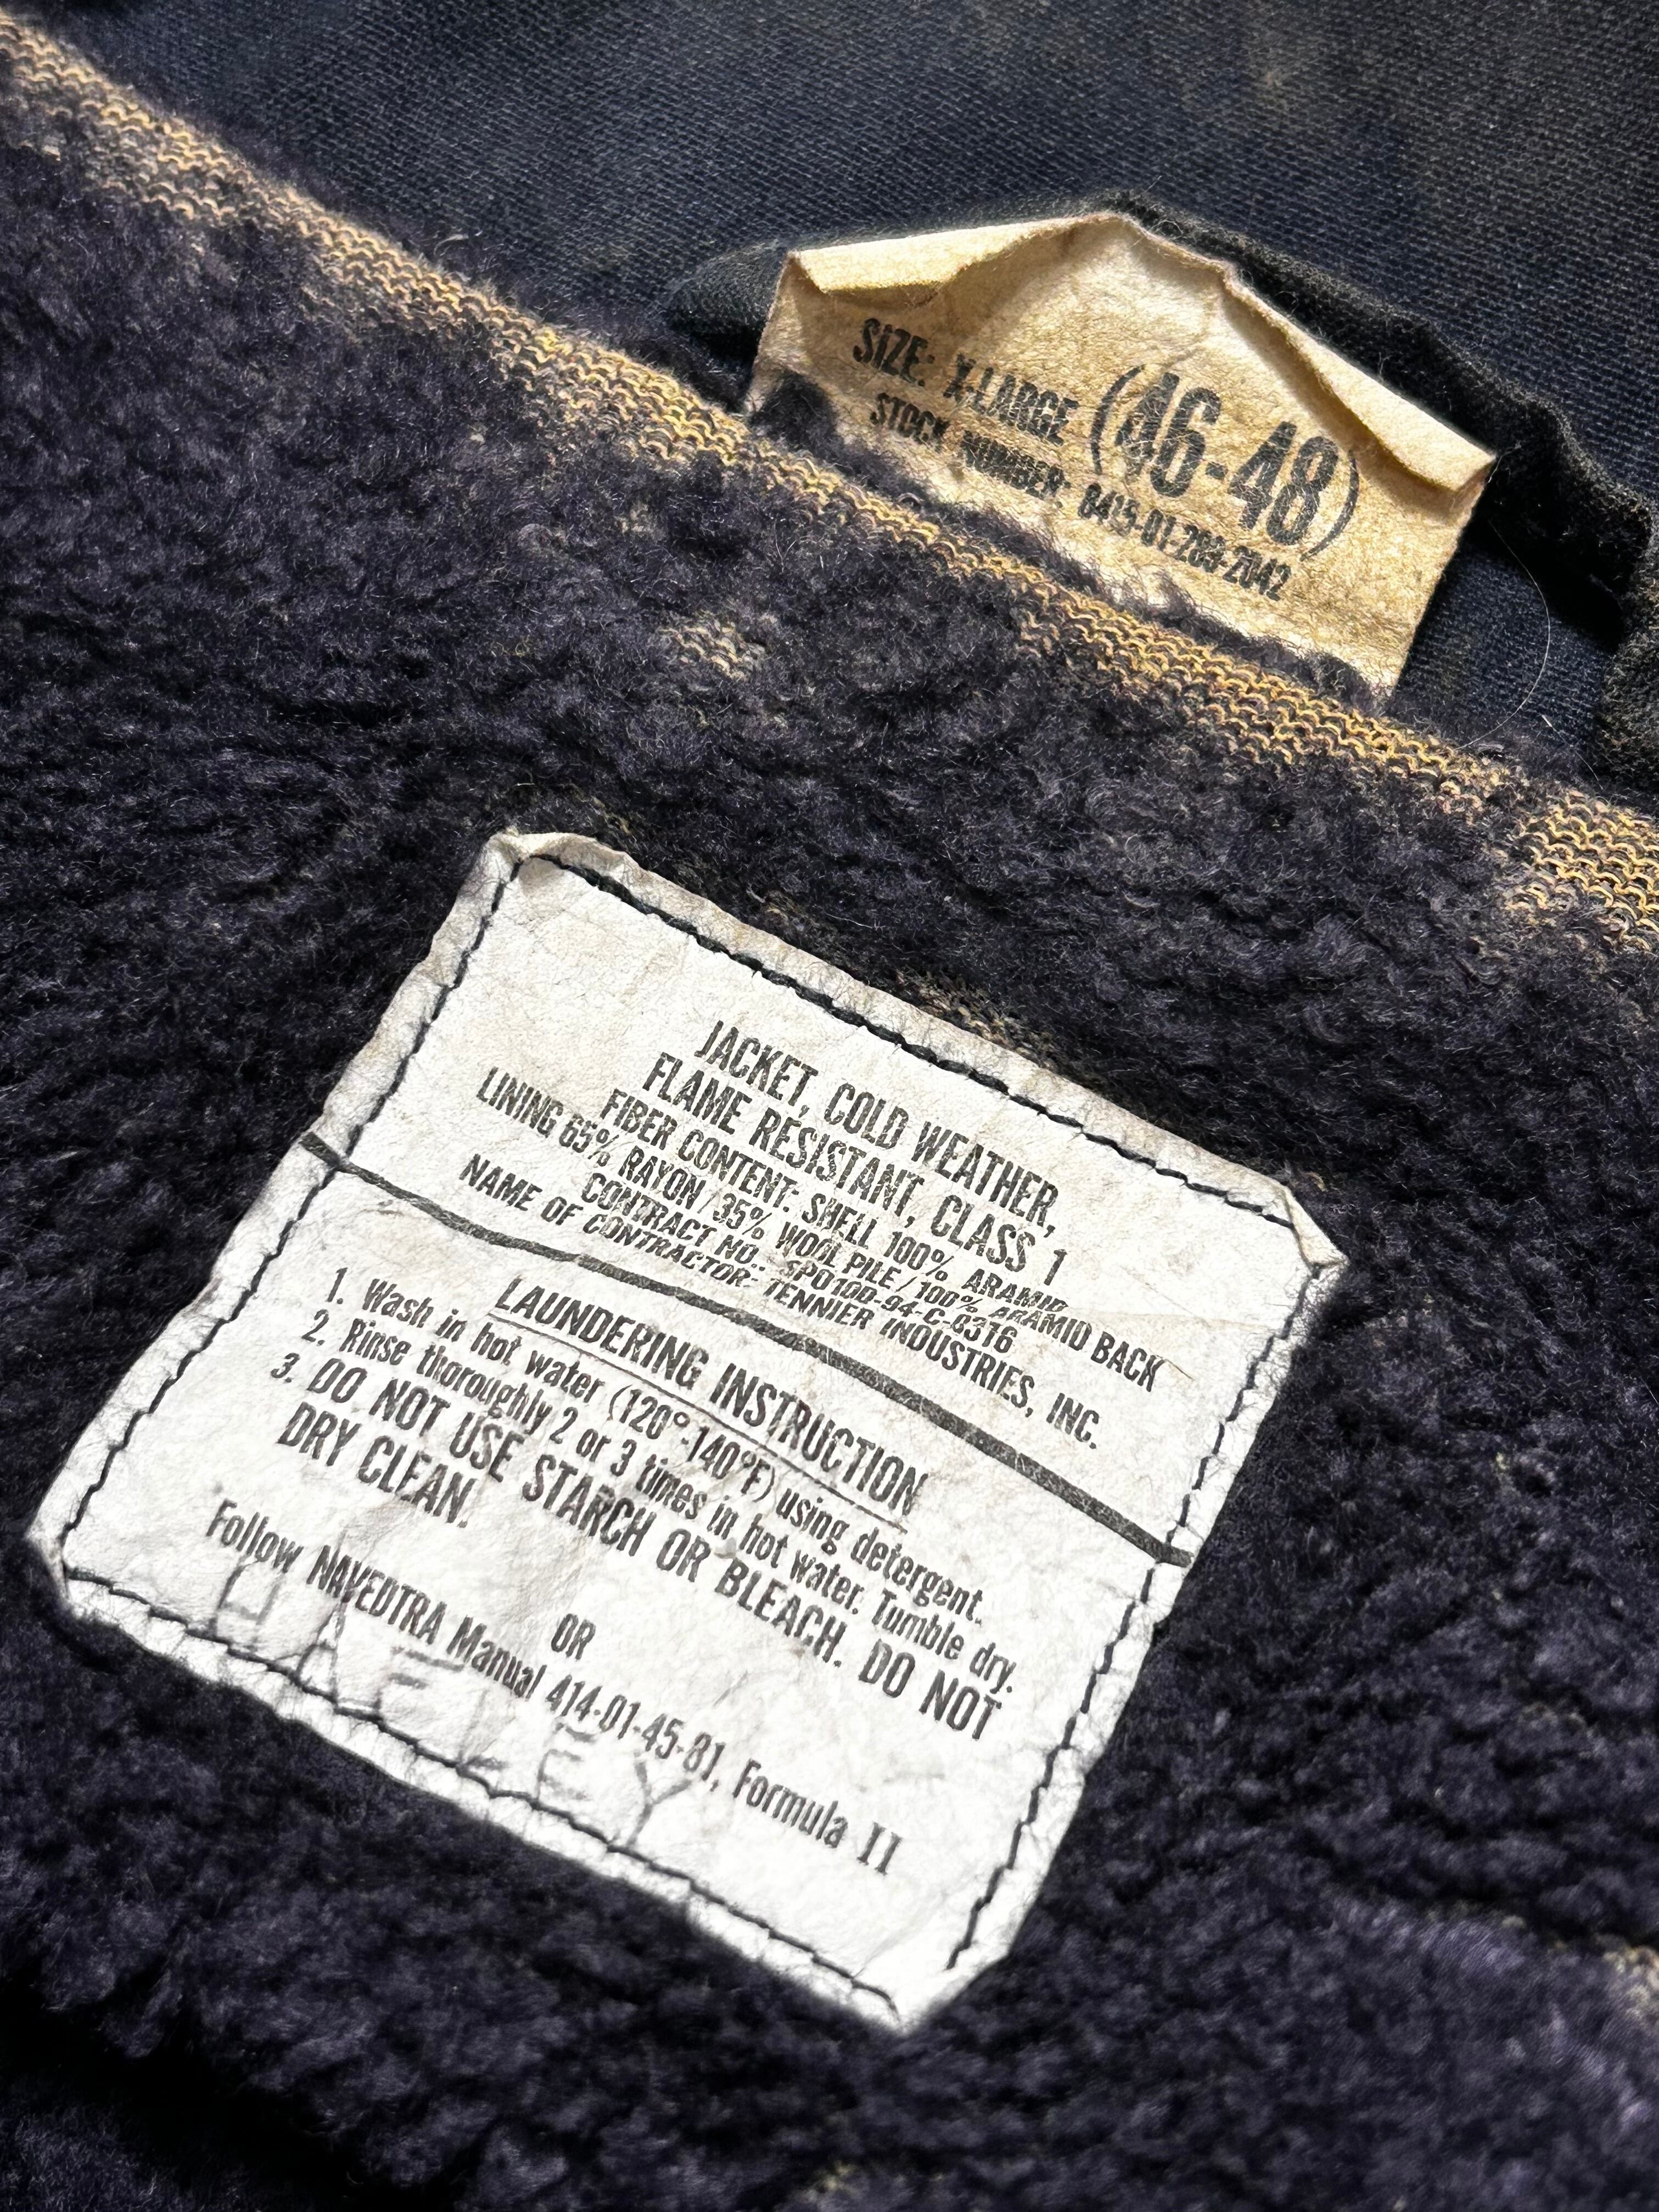 SIZE: X-LARGE (46-48)
STOCK NUMBER: 8415-01-268-2042
JACKET, COLD WEATHER,
FLAME RESISTANT, CLASS 1
FIBER CONTENT: SHELL 100% ARAMID
LINING 65% RAYON/35% WOOL PILE/100% ARAMID BACK
CONTRACT NO.: SPO100-94-C-0316
NAME OF CONTRACTOR: TENNIER INDUSTRIES, INC.
LAUNDERING INSTRUCTION
1. Wash in hot water (120°-140°F) using detergent.
2. Rinse thoroughly 2 or 3 times in hot water. Tumble dry.
3. DO NOT USE STARCH OR BLEACH. DO NOT
DRY CLEAN.
OR
Follow NAVEDTRA Manual 414-01-45-81, Formula II